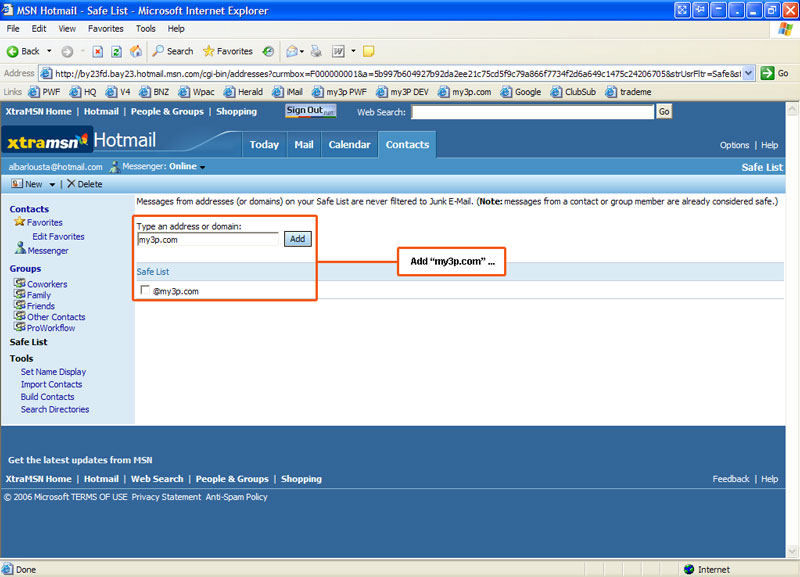 MSN Hotmail - Safe List - Microsoft Internet Explorer
File Edit View Favorites Tools Help
Back Search Favorites
Address http://by23fd.bay23.hotmail.msn.com/cgi-bin/addresses?curmbox=F000000001&a=5b997b604927b92da2ee21c75cd5f9c79a866f7734f2d6a649c1475c24206705&strUsrFltr=Safe&st Go
Links PWF HQ V4 BNZ Wpac Herald iMail my3p PWF my3P DEV my3p.com Google ClubSub trademe
XtraMSN Home | Hotmail | People & Groups | Shopping Sign Out .net Web Search: Go
xtramsn Hotmail Today Mail Calendar Contacts Options | Help
albarlousta@hotmail.com Messenger: Online Safe List
New Delete
Messages from addresses (or domains) on your Safe List are never filtered to Junk E-Mail. (Note: messages from a contact or group member are already considered safe.)
Contacts
Favorites
Edit Favorites
Messenger
Groups
Coworkers
Family
Friends
Other Contacts
ProWorkflow
Safe List
Tools
Set Name Display
Import Contacts
Build Contacts
Search Directories
Type an address or domain:
my3p.com Add
Safe List
@my3p.com
Add “my3p.com” ...
Get the latest updates from MSN
XtraMSN Home | Hotmail | Web Search | People & Groups | Shopping Feedback | Help
© 2006 Microsoft TERMS OF USE Privacy Statement Anti-Spam Policy
Done Internet